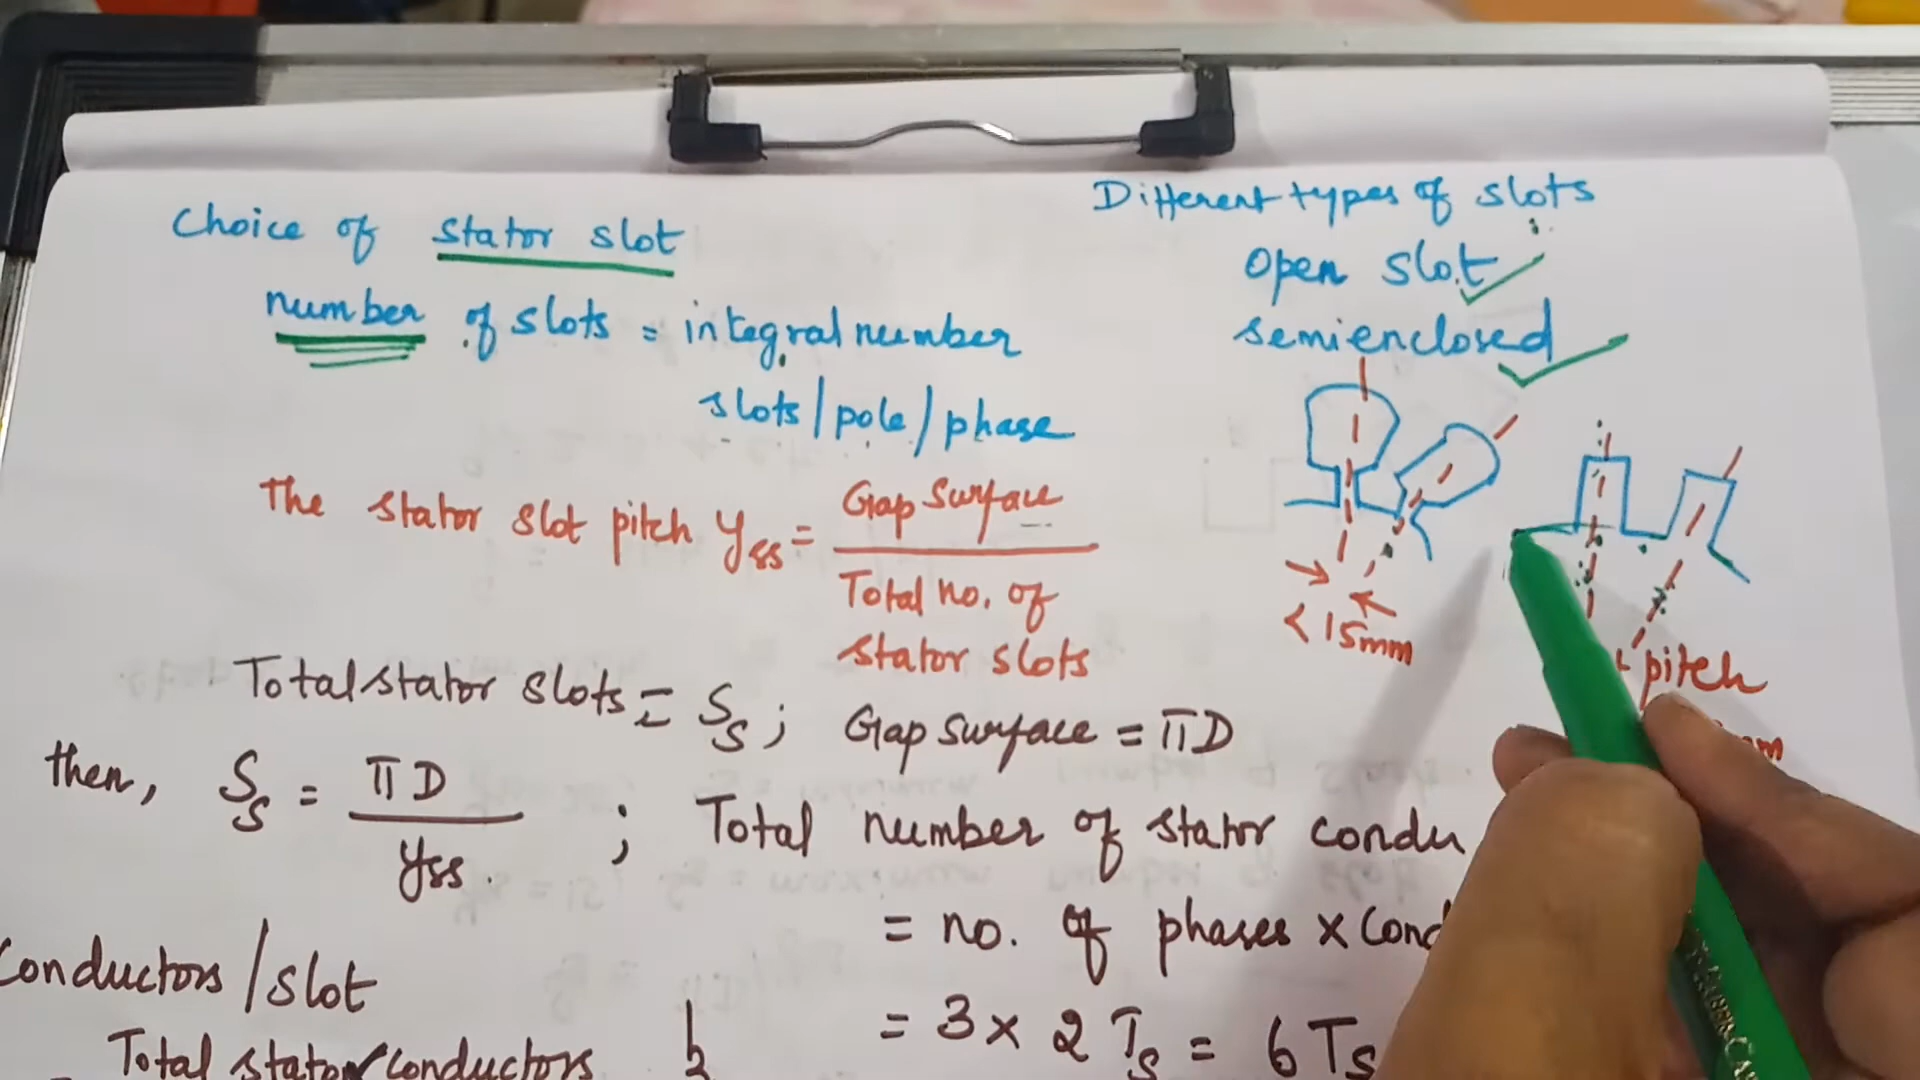 Choice of stator slot
number of slots = integral number
slots/pole/phase
The stator slot pitch yss = Gap surface
Total no. of
stator slots
Different types of slots
Open slot
semienclosed
< 15mm
pitch
mm
Total stator slots = Ss ; Gap surface = πD
then, Ss = πD
yss .
; Total number of stator condu
= no. of phases × Cond
= 3 × 2 Ts = 6 Ts
Conductors/slot
Total stator conductors